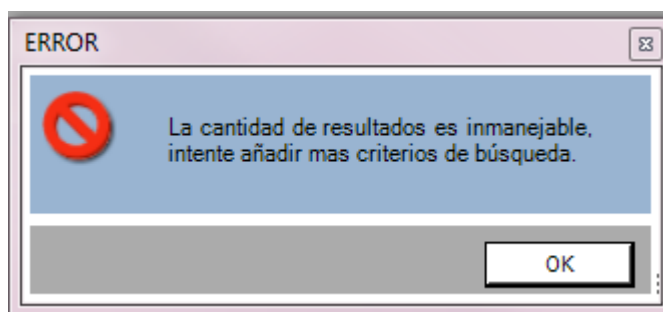 ERROR
La cantidad de resultados es inmanejable,
intente añadir mas criterios de búsqueda.
OK